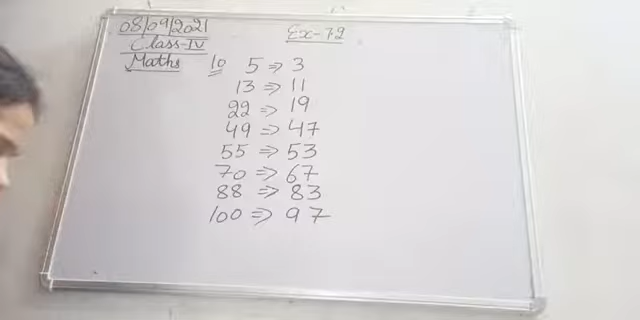 08/09/2021
Ex-7.2
Class-IV
Maths
10 5 ⇒ 3
13 ⇒ 11
22 ⇒ 19
49 ⇒ 47
55 ⇒ 53
70 ⇒ 67
88 ⇒ 83
100 ⇒ 97